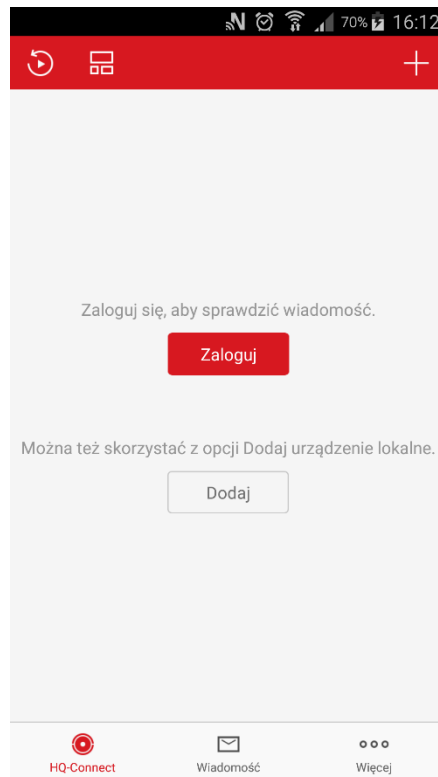 70% 16:12
Zaloguj się, aby sprawdzić wiadomość.
Zaloguj
Można też skorzystać z opcji Dodaj urządzenie lokalne.
Dodaj
HQ-Connect Wiadomość Więcej